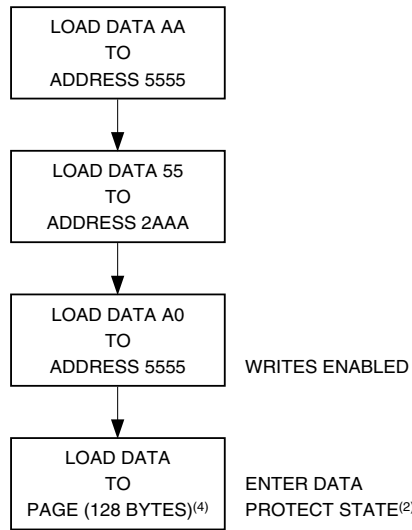 LOAD DATA AA
TO
ADDRESS 5555
LOAD DATA 55
TO
ADDRESS 2AAA
LOAD DATA A0
TO
ADDRESS 5555
WRITES ENABLED
LOAD DATA
TO
PAGE (128 BYTES)(4)
ENTER DATA
PROTECT STATE(2)